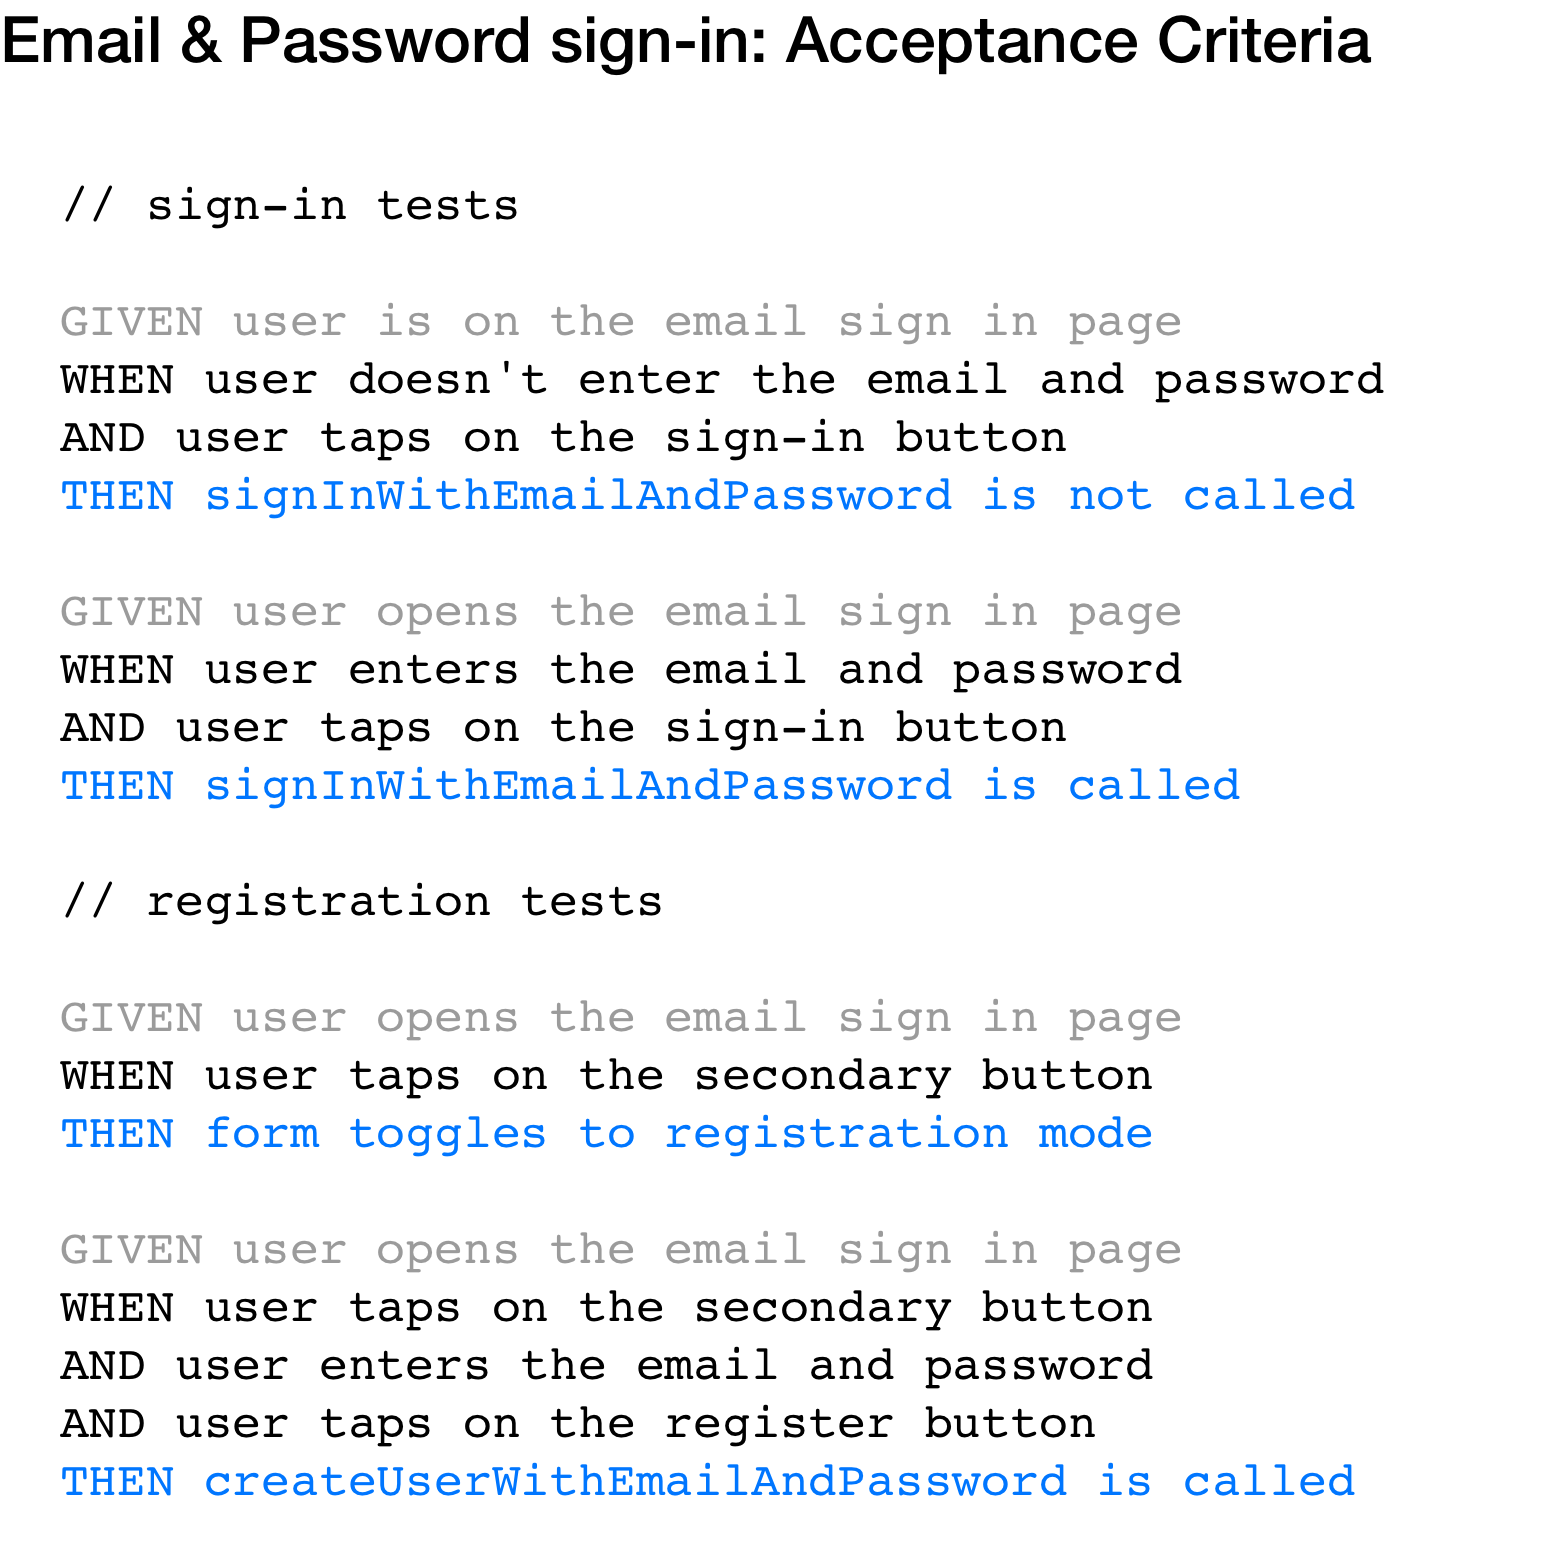 Email & Password sign-in: Acceptance Criteria
// sign-in tests
GIVEN user is on the email sign in page
WHEN user doesn't enter the email and password
AND user taps on the sign-in button
THEN signInWithEmailAndPassword is not called
GIVEN user opens the email sign in page
WHEN user enters the email and password
AND user taps on the sign-in button
THEN signInWithEmailAndPassword is called
// registration tests
GIVEN user opens the email sign in page
WHEN user taps on the secondary button
THEN form toggles to registration mode
GIVEN user opens the email sign in page
WHEN user taps on the secondary button
AND user enters the email and password
AND user taps on the register button
THEN createUserWithEmailAndPassword is called